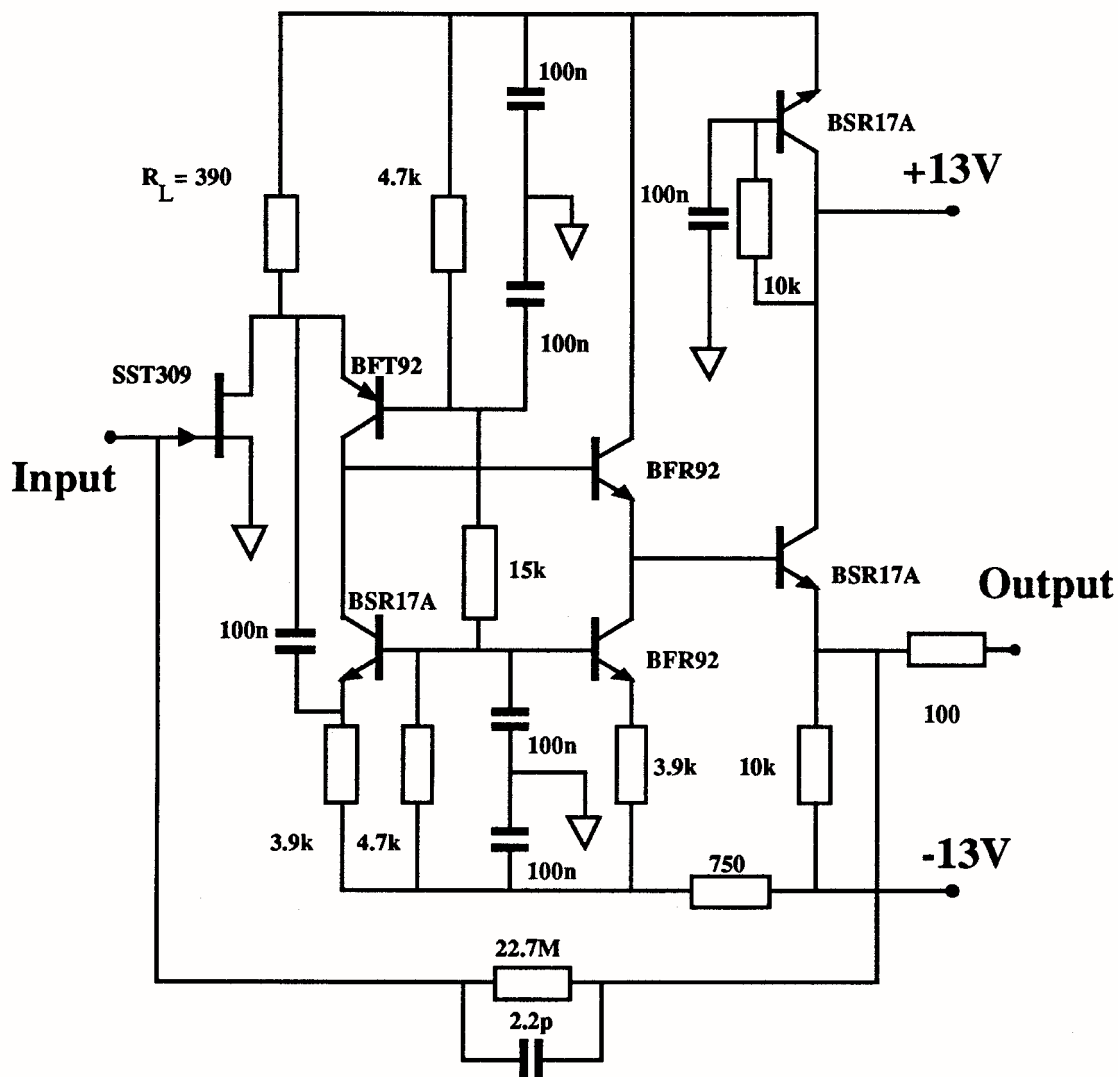 100n
BSR17A
R_L = 390
4.7k
+13V
100n
10k
100n
SST309
BFT92
Input
BFR92
15k
BSR17A
BSR17A
Output
100n
BFR92
100
100n
3.9k
10k
3.9k
4.7k
100n
750
-13V
22.7M
2.2p